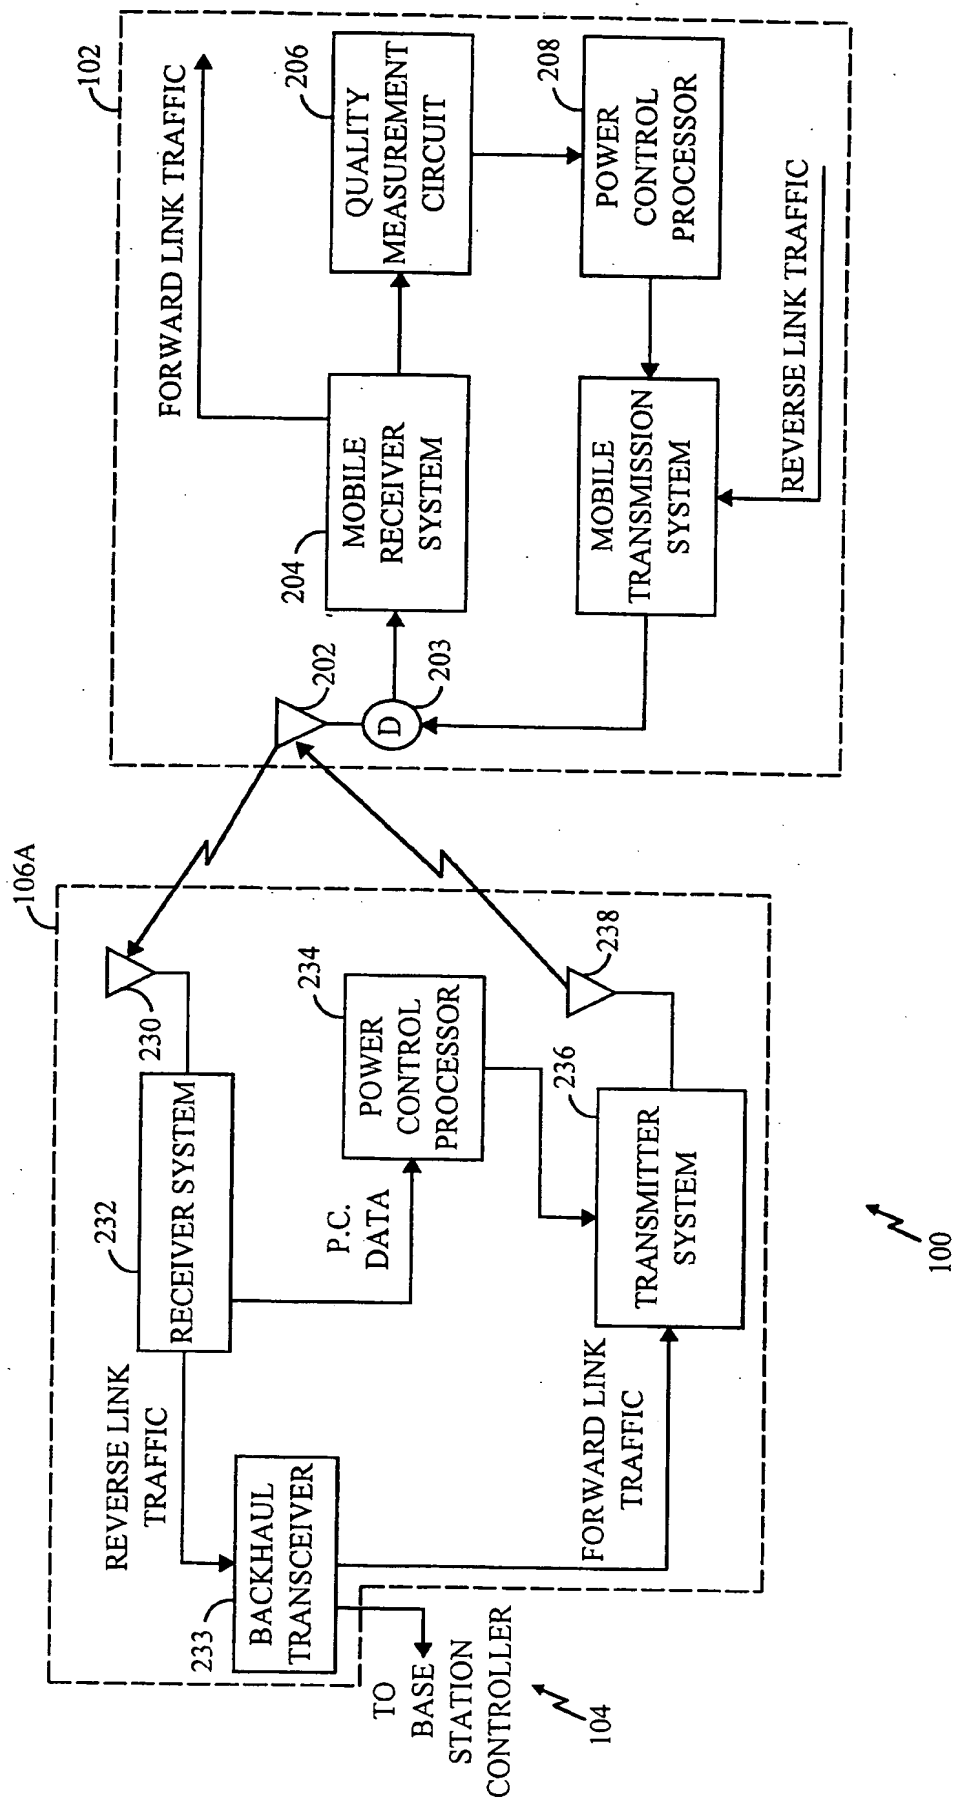 106A
102
230
202
203
REVERSE LINK
TRAFFIC
232
RECEIVER SYSTEM
FORWARD LINK TRAFFIC
204
MOBILE
RECEIVER
SYSTEM
206
QUALITY
MEASUREMENT
CIRCUIT
233
BACKHAUL
TRANSCEIVER
P.C.
DATA
234
POWER
CONTROL
PROCESSOR
208
POWER
CONTROL
PROCESSOR
TO
BASE
STATION
CONTROLLER
104
FORWARD LINK
TRAFFIC
236
TRANSMITTER
SYSTEM
238
MOBILE
TRANSMISSION
SYSTEM
REVERSE LINK TRAFFIC
D
100